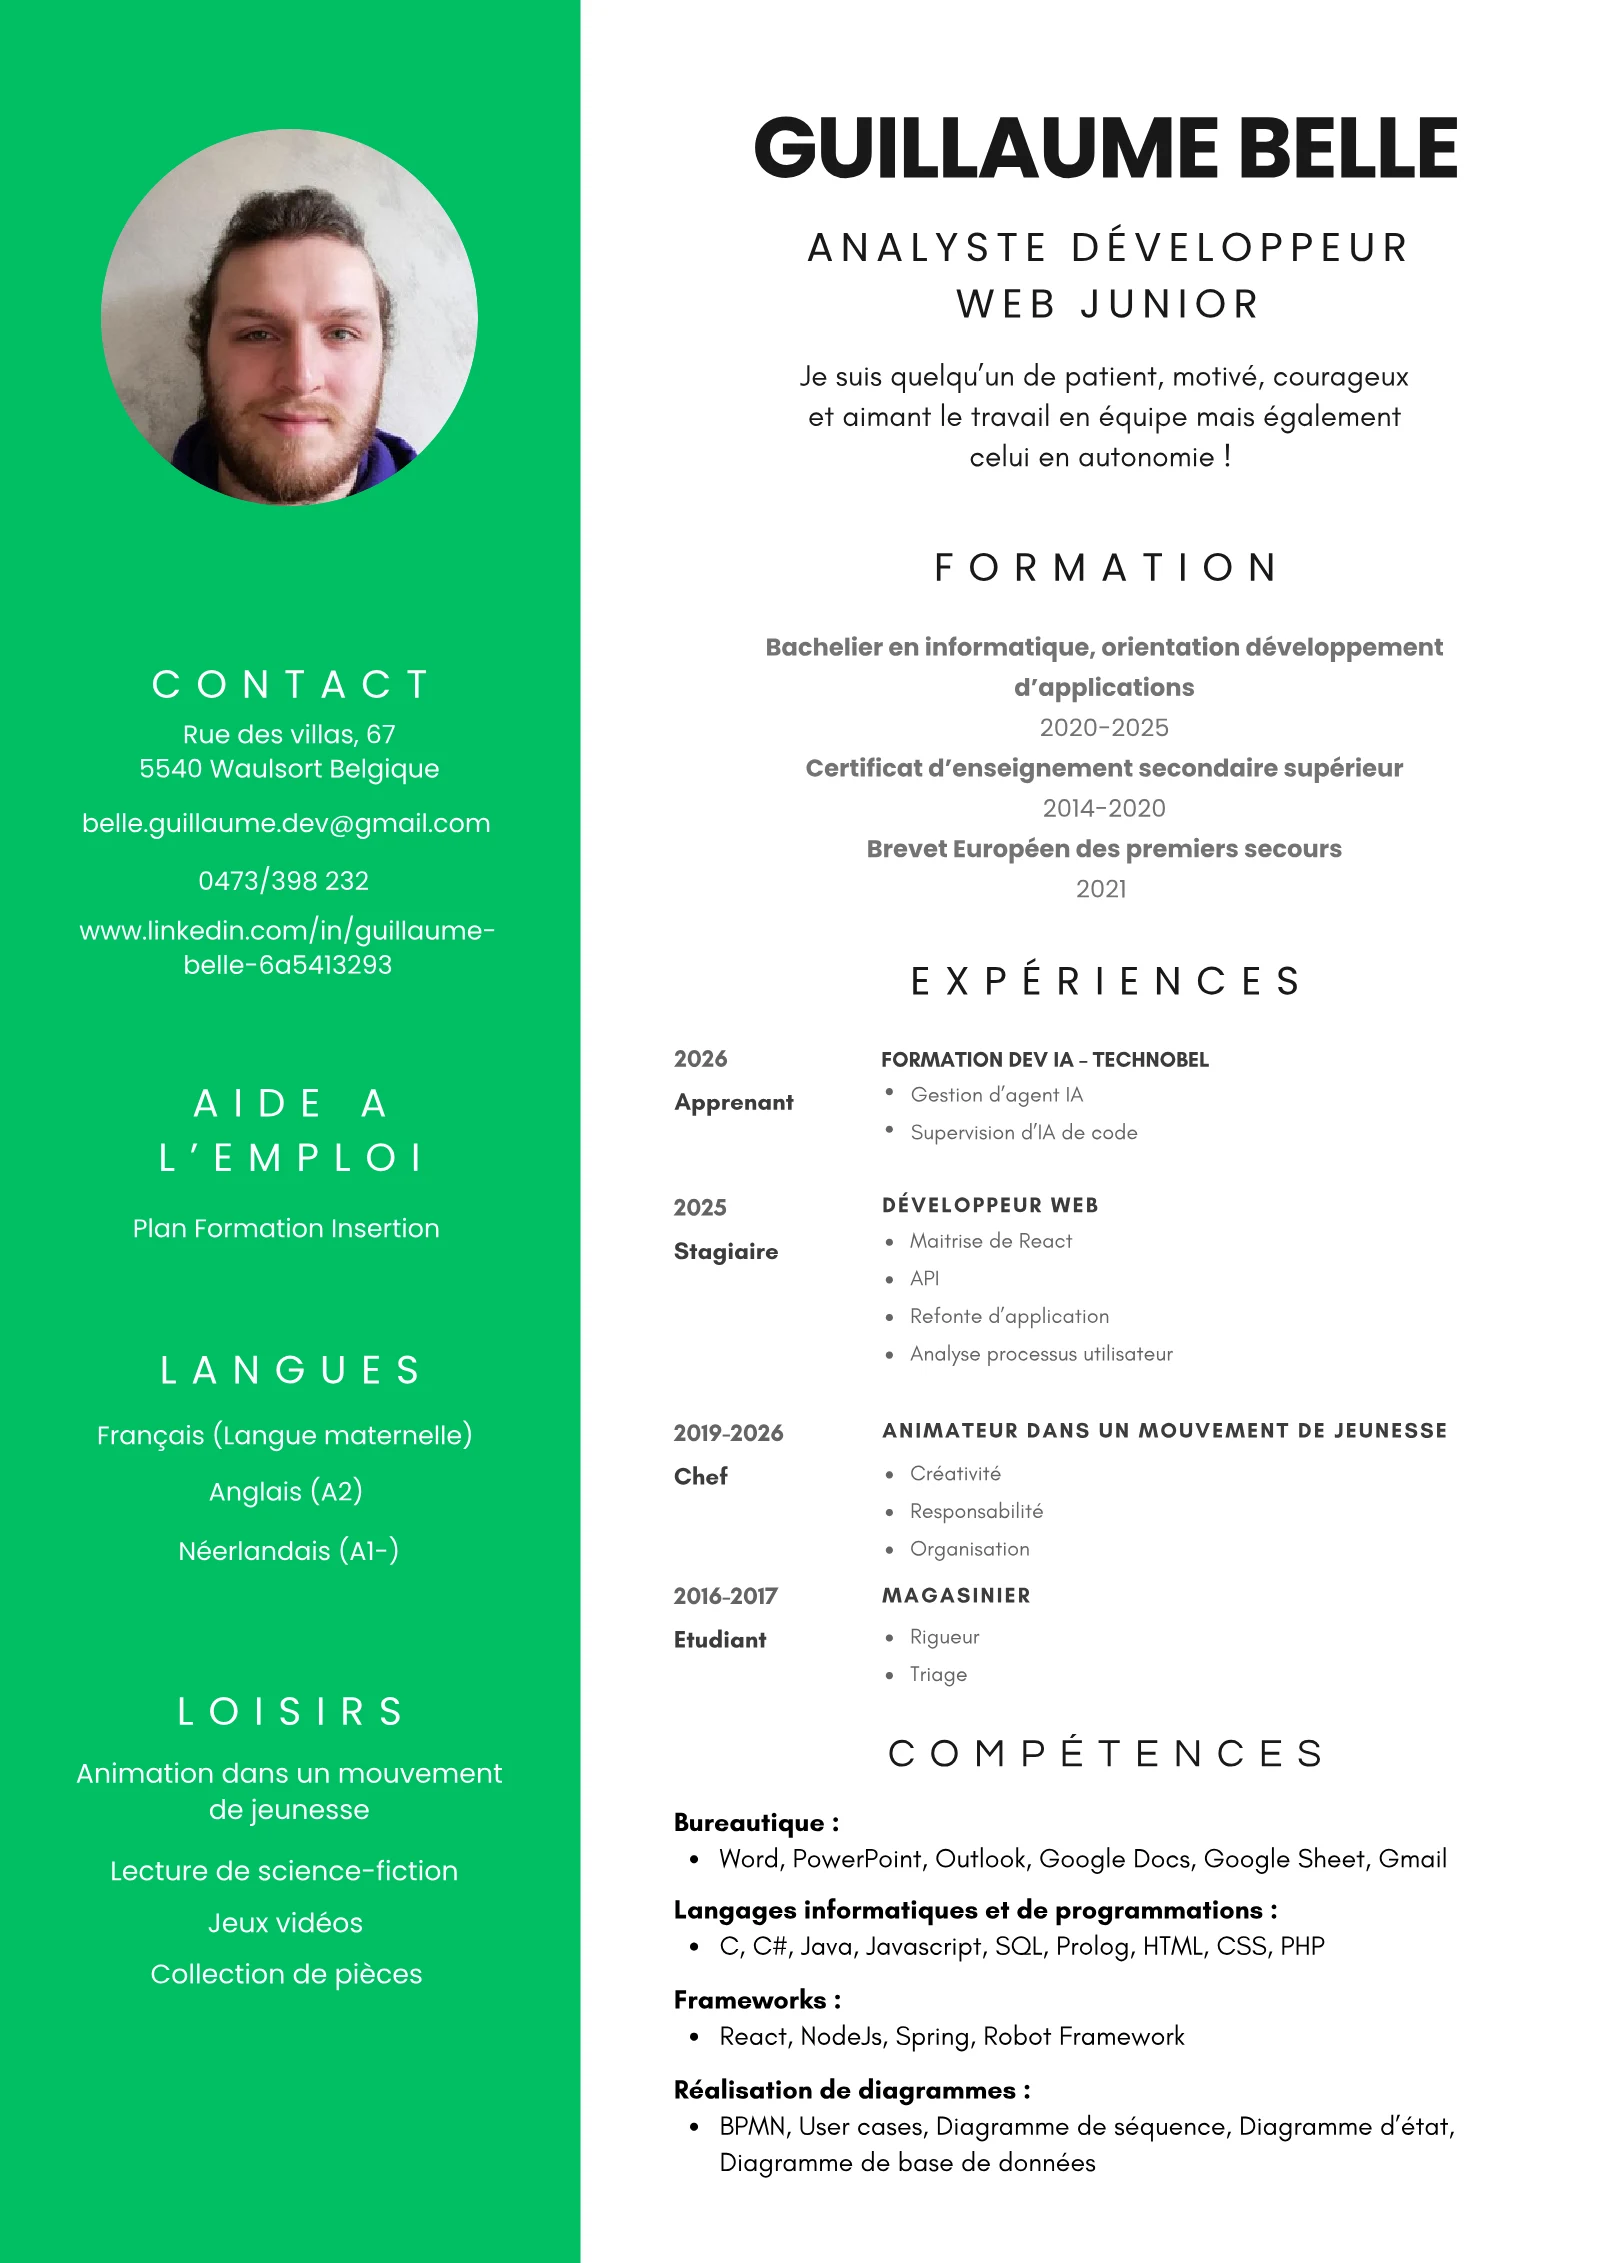 GUILLAUME BELLE
ANALYSTE DÉVELOPPEUR
WEB JUNIOR
Je suis quelqu’un de patient, motivé, courageux
et aimant le travail en équipe mais également
celui en autonomie !
CONTACT
Rue des villas, 67
5540 Waulsort Belgique
belle.guillaume.dev@gmail.com
0473/398 232
www.linkedin.com/in/guillaume-
belle-6a5413293
AIDE A
L’EMPLOI
Plan Formation Insertion
LANGUES
Français (Langue maternelle)
Anglais (A2)
Néerlandais (A1-)
LOISIRS
Animation dans un mouvement
de jeunesse
Lecture de science-fiction
Jeux vidéos
Collection de pièces
FORMATION
Bachelier en informatique, orientation développement
d’applications
2020-2025
Certificat d’enseignement secondaire supérieur
2014-2020
Brevet Européen des premiers secours
2021
EXPÉRIENCES
2026
Apprenant
FORMATION DEV IA – TECHNOBEL
• Gestion d’agent IA
• Supervision d’IA de code
2025
Stagiaire
DÉVELOPPEUR WEB
• Maitrise de React
• API
• Refonte d’application
• Analyse processus utilisateur
2019-2026
Chef
ANIMATEUR DANS UN MOUVEMENT DE JEUNESSE
• Créativité
• Responsabilité
• Organisation
2016-2017
Etudiant
MAGASINIER
• Rigueur
• Triage
COMPÉTENCES
Bureautique :
• Word, PowerPoint, Outlook, Google Docs, Google Sheet, Gmail
Langages informatiques et de programmations :
• C, C#, Java, Javascript, SQL, Prolog, HTML, CSS, PHP
Frameworks :
• React, NodeJs, Spring, Robot Framework
Réalisation de diagrammes :
• BPMN, User cases, Diagramme de séquence, Diagramme d’état,
Diagramme de base de données